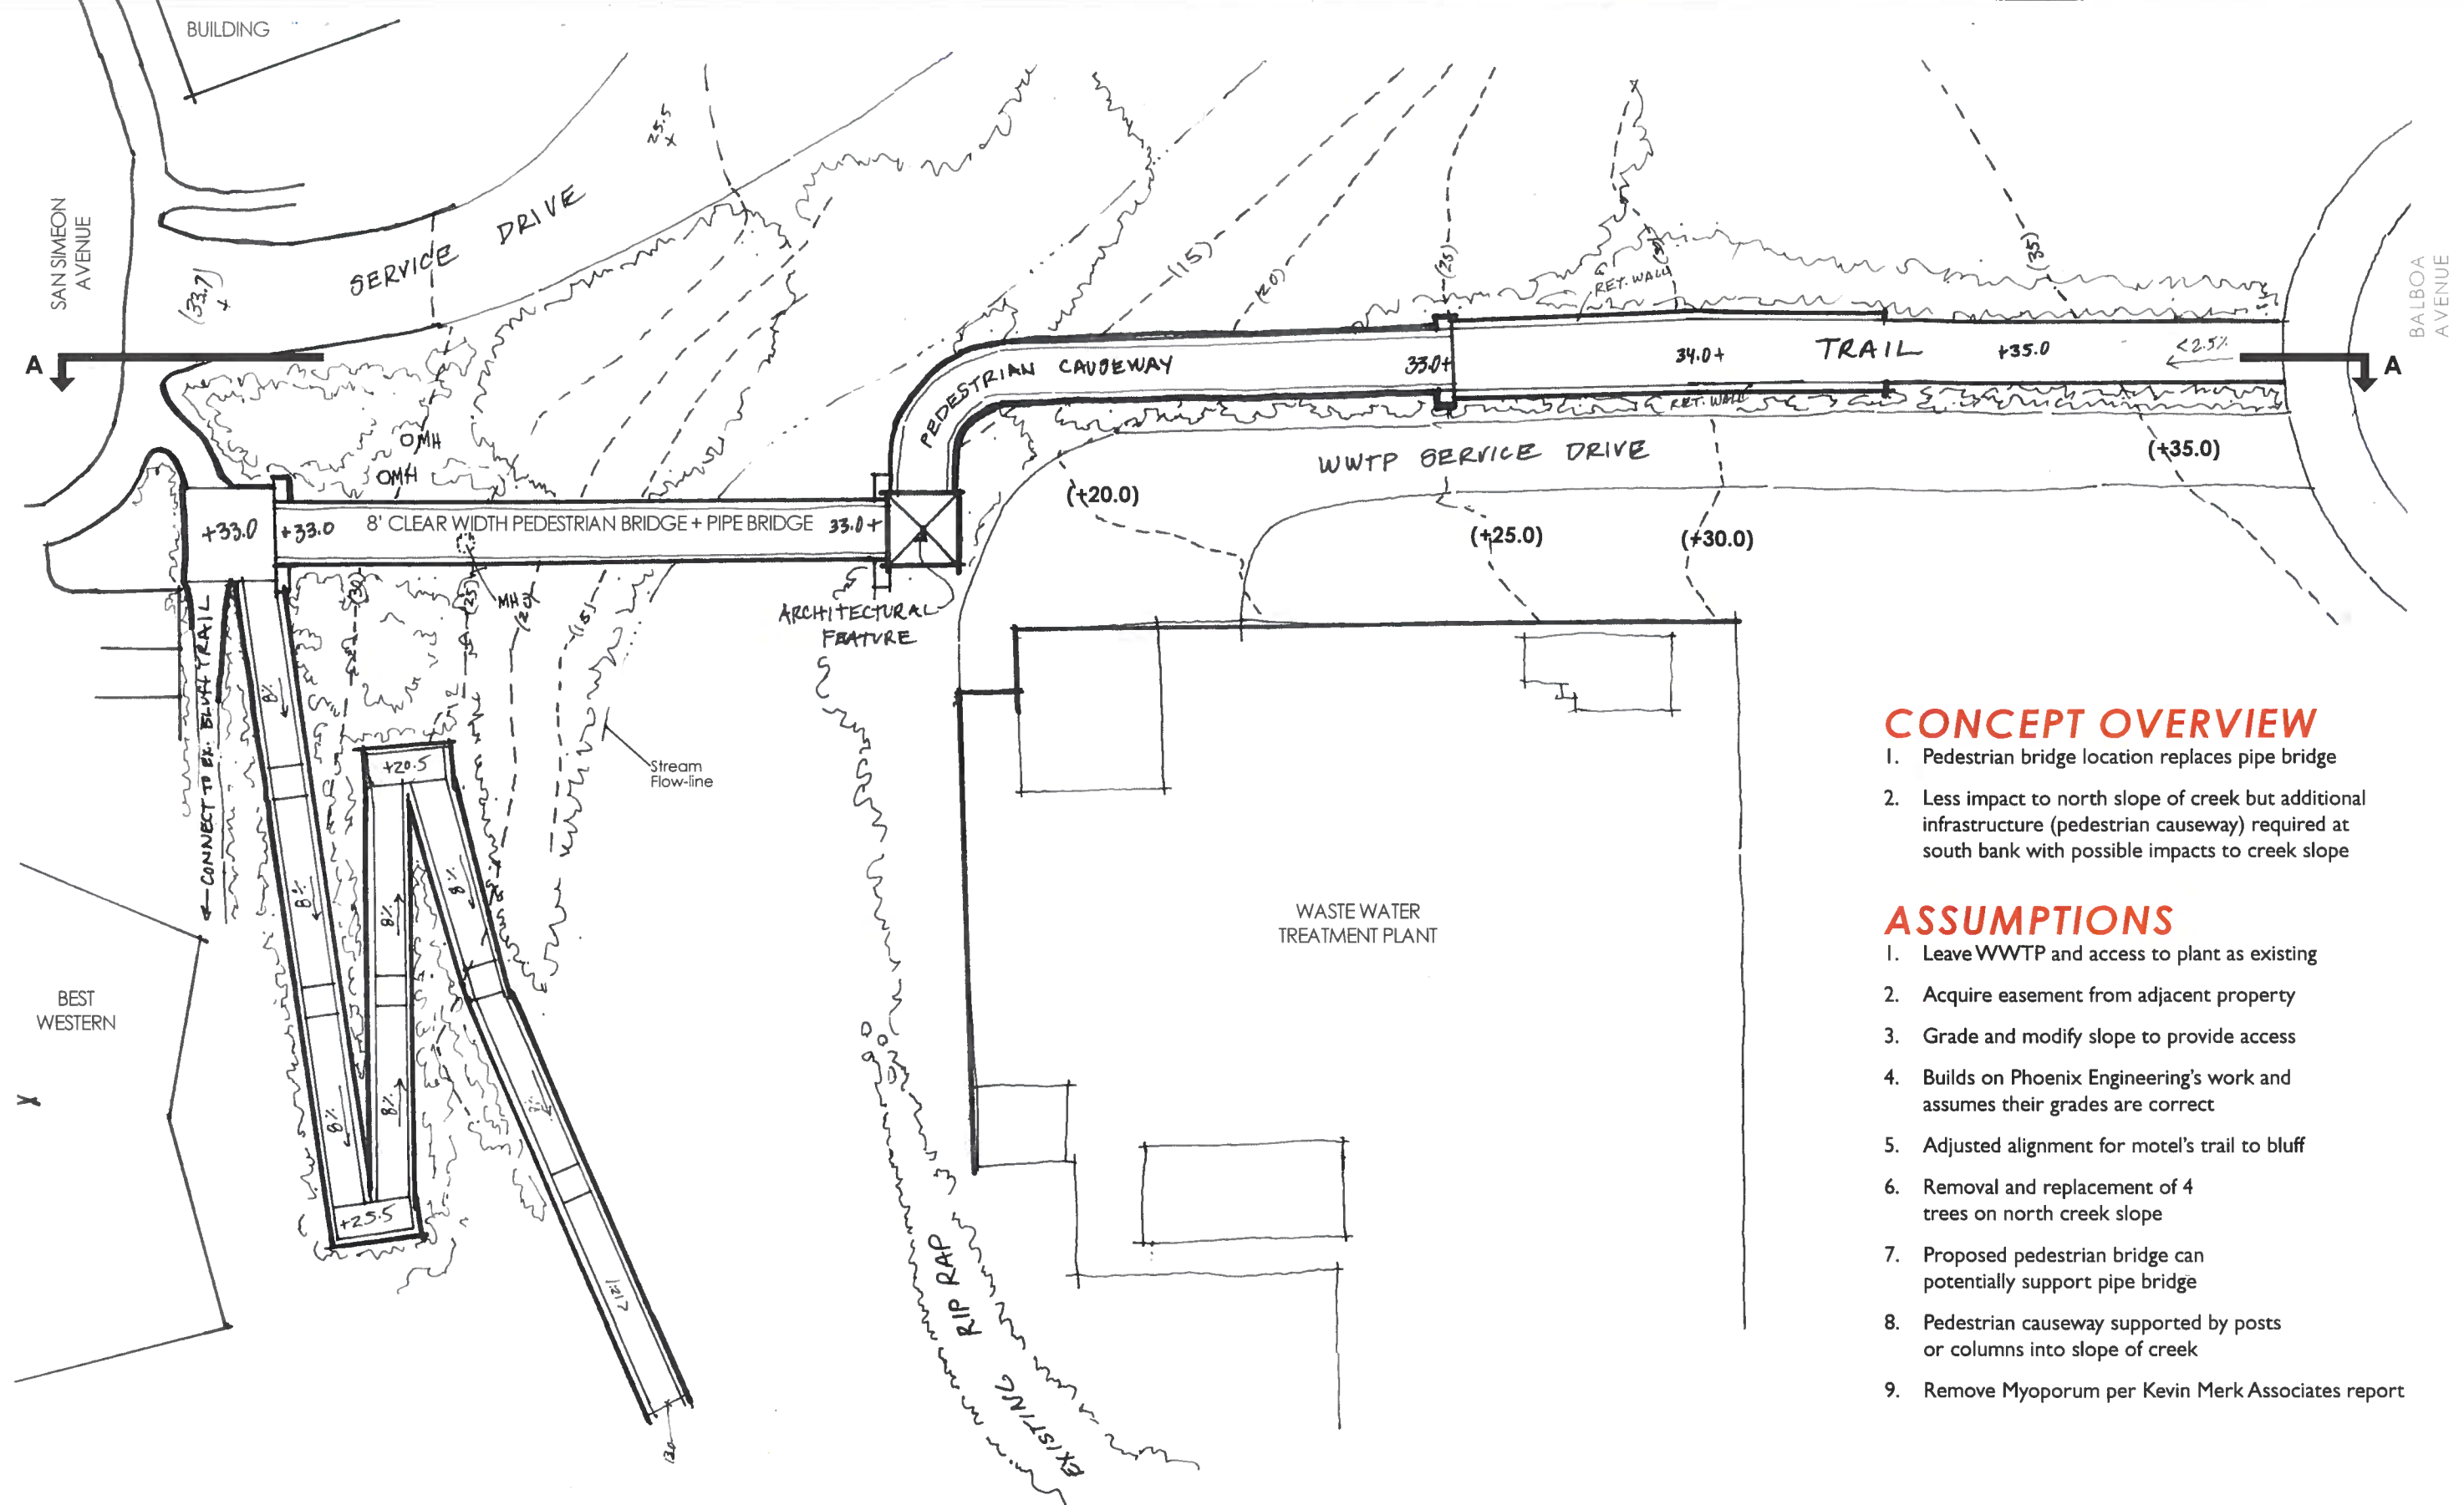 BUILDING
SAN SIMEON
AVENUE
25.5
SERVICE DRIVE
(33.7)
(15)
(20)
(25)
RET. WALL
(35)
BALBOA
AVENUE
A
PEDESTRIAN CAUSEWAY
33.0+
34.0+
TRAIL
+35.0
<2.5%
A
RET. WALL
OMH
OMH
WWTP SERVICE DRIVE
(+35.0)
(+20.0)
+33.0
+33.0
8' CLEAR WIDTH PEDESTRIAN BRIDGE + PIPE BRIDGE
33.0+
(+25.0)
(+30.0)
(30)
(25)
MH
(15)
ARCHITECTURAL
FEATURE
CONNECT TO EX. BLUFF TRAIL
8%
+20.5
Stream
Flow-line
8%
8%
8%
8%
8%
+25.5
BEST
WESTERN
WASTE WATER
TREATMENT PLANT
EXISTING RIP RAP
CONCEPT OVERVIEW
1. Pedestrian bridge location replaces pipe bridge
2. Less impact to north slope of creek but additional
infrastructure (pedestrian causeway) required at
south bank with possible impacts to creek slope
ASSUMPTIONS
1. Leave WWTP and access to plant as existing
2. Acquire easement from adjacent property
3. Grade and modify slope to provide access
4. Builds on Phoenix Engineering's work and
assumes their grades are correct
5. Adjusted alignment for motel's trail to bluff
6. Removal and replacement of 4
trees on north creek slope
7. Proposed pedestrian bridge can
potentially support pipe bridge
8. Pedestrian causeway supported by posts
or columns into slope of creek
9. Remove Myoporum per Kevin Merk Associates report